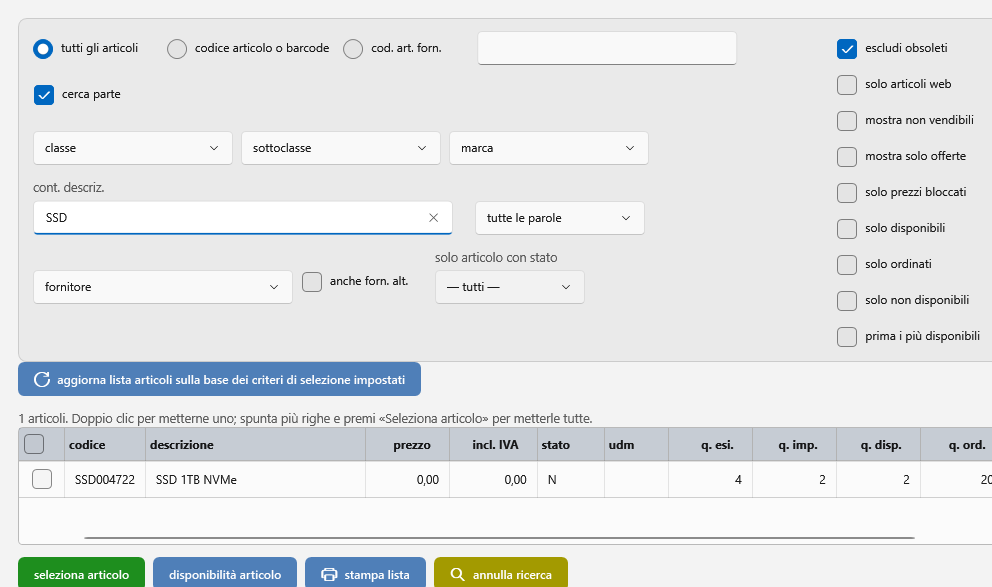 tutti gli articoli codice articolo o barcode cod. art. forn.
escludi obsoleti
solo articoli web
cerca parte
mostra non vendibili
classe sottoclasse marca
mostra solo offerte
cont. descriz.
solo prezzi bloccati
SSD tutte le parole
solo disponibili
solo articolo con stato
solo ordinati
fornitore anche forn. alt. — tutti —
solo non disponibili
prima i più disponibili
aggiorna lista articoli sulla base dei criteri di selezione impostati
1 articoli. Doppio clic per metterne uno; spunta più righe e premi «Seleziona articolo» per metterle tutte.
codice descrizione prezzo incl. IVA stato udm q. esi. q. imp. q. disp. q. ord.
SSD004722 SSD 1TB NVMe 0,00 0,00 N 4 2 2 20
seleziona articolo disponibilità articolo stampa lista annulla ricerca